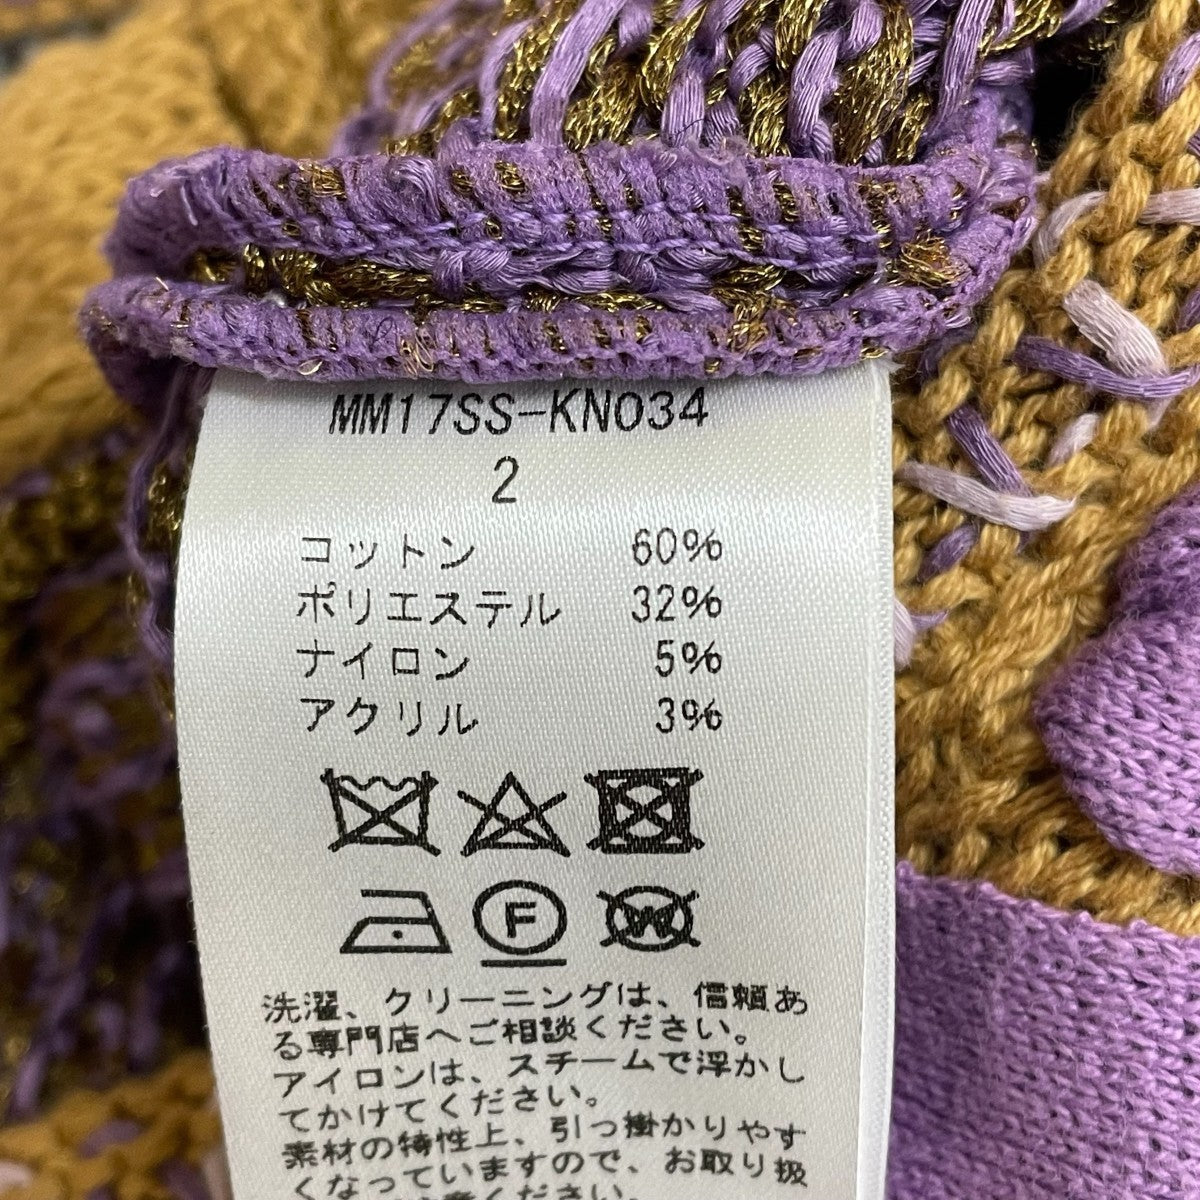 MM17SS-KN034
2
コットン 60%
ポリエステル 32%
ナイロン 5%
アクリル 3%
F
W
洗濯、クリーニングは、信頼あ
る専門店へご相談ください。
アイロンは、スチームで浮かし
てかけてください。
素材の特性上、引っ掛かりやす
くなっていますので、お取り扱
ください。